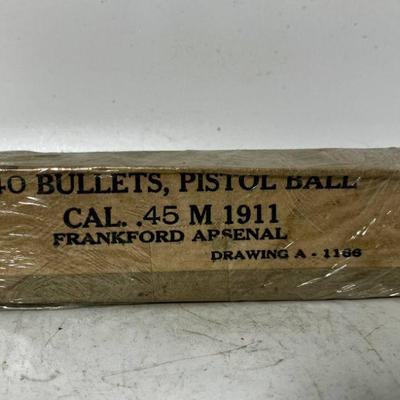 40 BULLETS, PISTOL BALL
CAL. .45 M 1911
FRANKFORD ARSENAL
DRAWING A - 1166